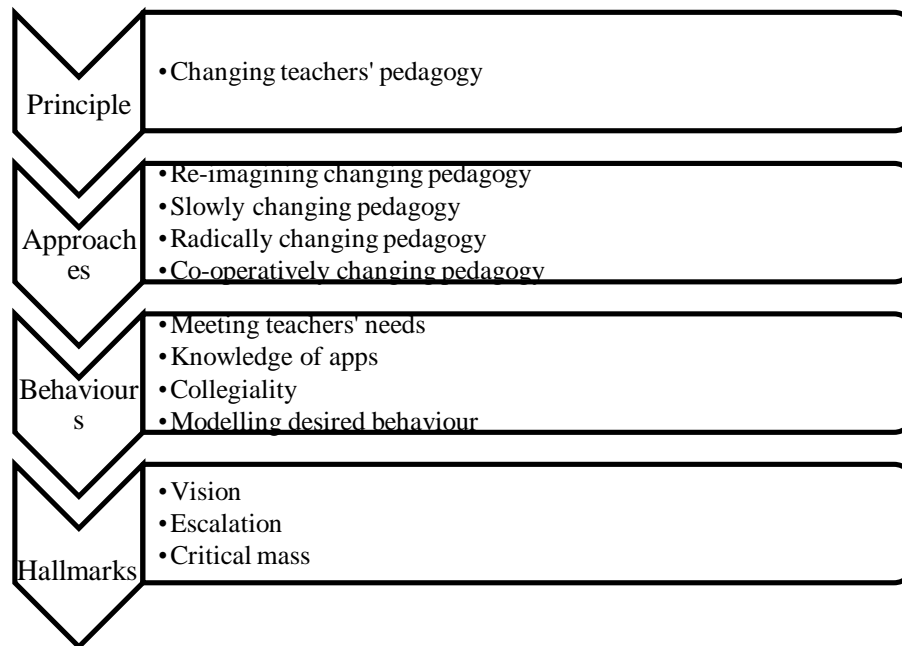 Principle
•Changing teachers' pedagogy
Approach
es
•Re-imagining changing pedagogy
•Slowly changing pedagogy
•Radically changing pedagogy
•Co-operatively changing pedagogy
Behaviour
s
•Meeting teachers' needs
•Knowledge of apps
•Collegiality
•Modelling desired behaviour
Hallmarks
•Vision
•Escalation
•Critical mass